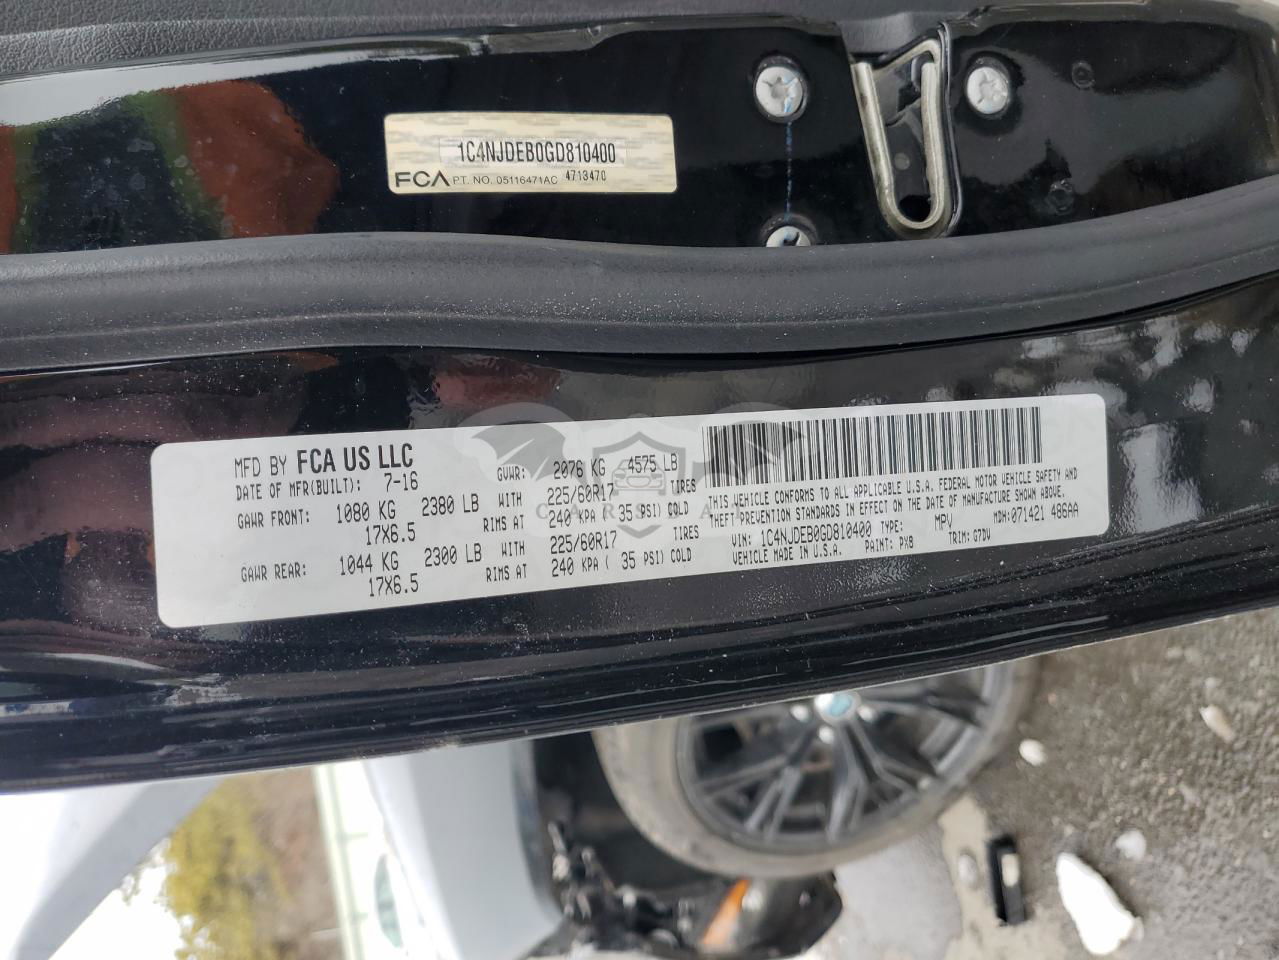 1C4NJDEB0GD810400
FCA PT. NO. 05116471AC 4713470
MFD BY FCA US LLC
DATE OF MFR(BUILT): 7-16
GVWR: 2076 KG 4575 LB
GAWR FRONT: 1080 KG 2380 LB WITH 225/60R17 TIRES
17X6.5 RIMS AT 240 KPA ( 35 PSI) COLD
GAWR REAR: 1044 KG 2300 LB WITH 225/60R17 TIRES
17X6.5 RIMS AT 240 KPA ( 35 PSI) COLD
THIS VEHICLE CONFORMS TO ALL APPLICABLE U.S.A. FEDERAL MOTOR VEHICLE SAFETY AND
THEFT PREVENTION STANDARDS IN EFFECT ON THE DATE OF MANUFACTURE SHOWN ABOVE.
VIN: 1C4NJDEB0GD810400 TYPE: MPV MDH:071421 486AA
VEHICLE MADE IN U.S.A. PAINT: PX8 TRIM: G7DV